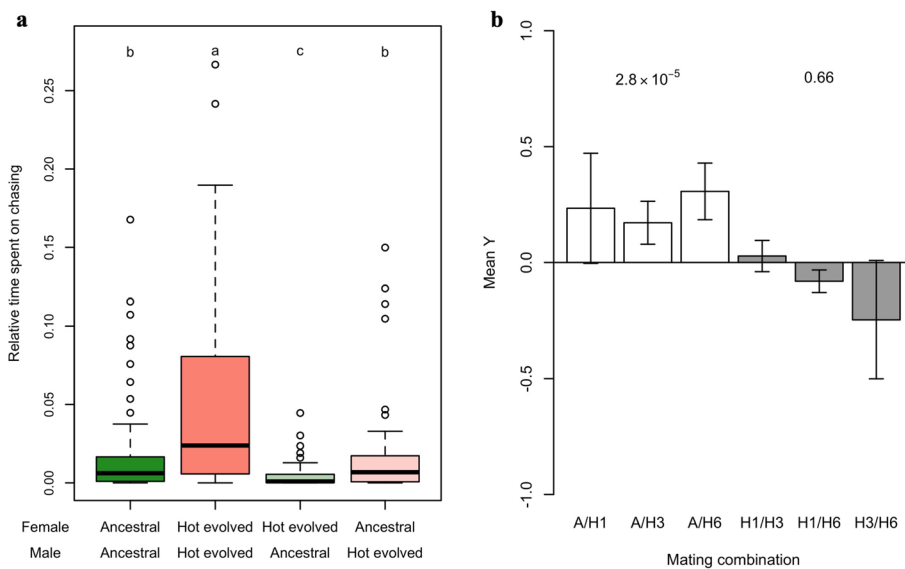 a
b a c b
Relative time spent on chasing
0.25
0.20
0.15
0.10
0.05
0.00
Female Ancestral Hot evolved Hot evolved Ancestral
Male Ancestral Hot evolved Ancestral Hot evolved
b
2.8 × 10⁻⁵ 0.66
Mean Y
1.0
0.5
0.0
-0.5
-1.0
A/H1 A/H3 A/H6 H1/H3 H1/H6 H3/H6
Mating combination